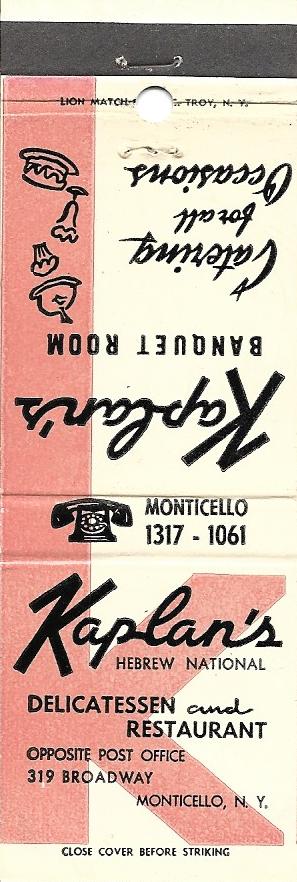 LION MATCH TROY, N. Y.
Catering
for all
Occasions
BANQUET ROOM
Kaplan's
MONTICELLO
1317 - 1061
Kaplan's
HEBREW NATIONAL
DELICATESSEN and
RESTAURANT
OPPOSITE POST OFFICE
319 BROADWAY
MONTICELLO, N. Y.
CLOSE COVER BEFORE STRIKING